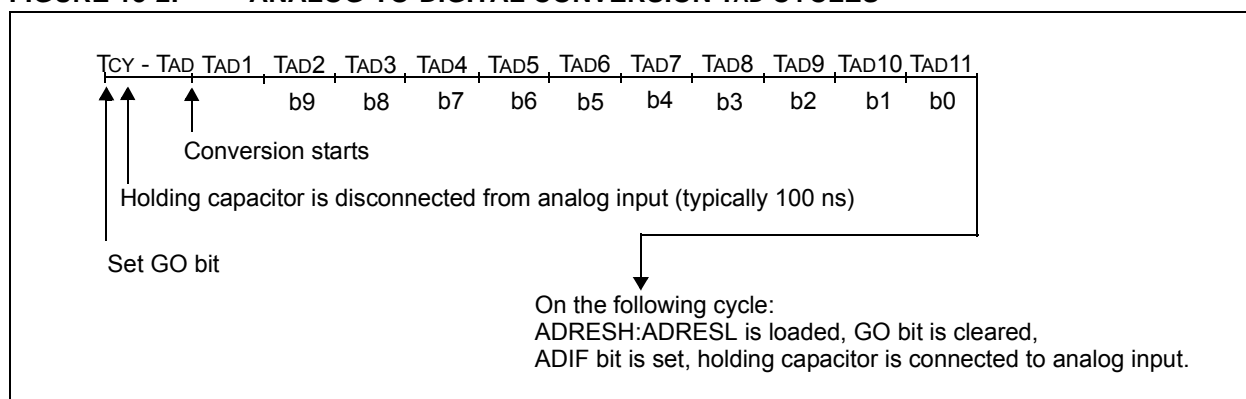 FIGURE 16-2: ANALOG-TO-DIGITAL CONVERSION TAD CYCLES
TCY - TAD TAD1 TAD2 TAD3 TAD4 TAD5 TAD6 TAD7 TAD8 TAD9 TAD10 TAD11
b9 b8 b7 b6 b5 b4 b3 b2 b1 b0
Conversion starts
Holding capacitor is disconnected from analog input (typically 100 ns)
Set GO bit
On the following cycle:
ADRESH:ADRESL is loaded, GO bit is cleared,
ADIF bit is set, holding capacitor is connected to analog input.